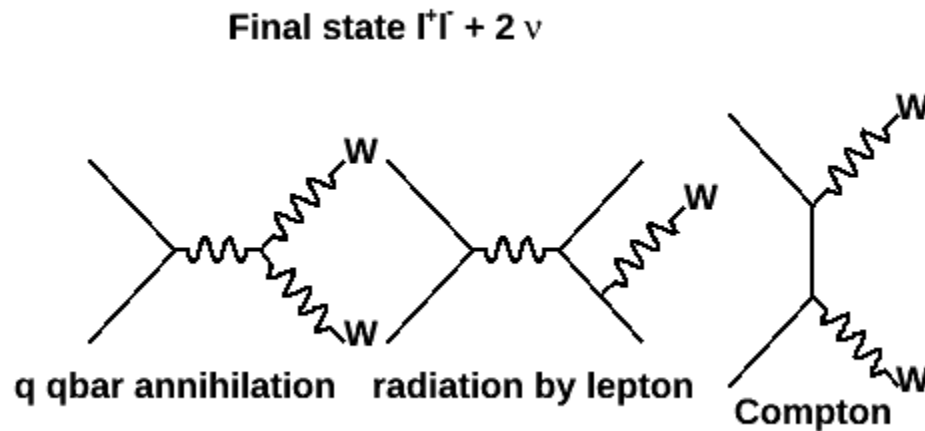 Final state l⁺l⁻ + 2 ν
W
W
q qbar annihilation
W
radiation by lepton
W
W
Compton